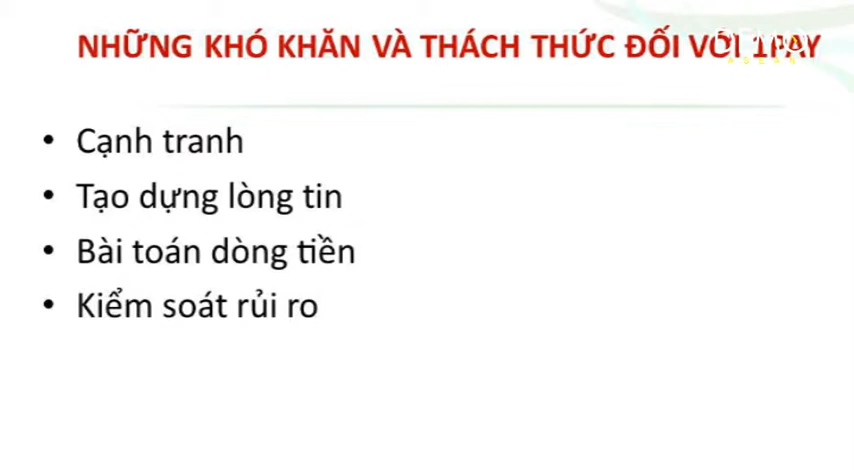 NHỮNG KHÓ KHĂN VÀ THÁCH THỨC ĐỐI VỚI 1PAY
• Cạnh tranh
• Tạo dựng lòng tin
• Bài toán dòng tiền
• Kiểm soát rủi ro